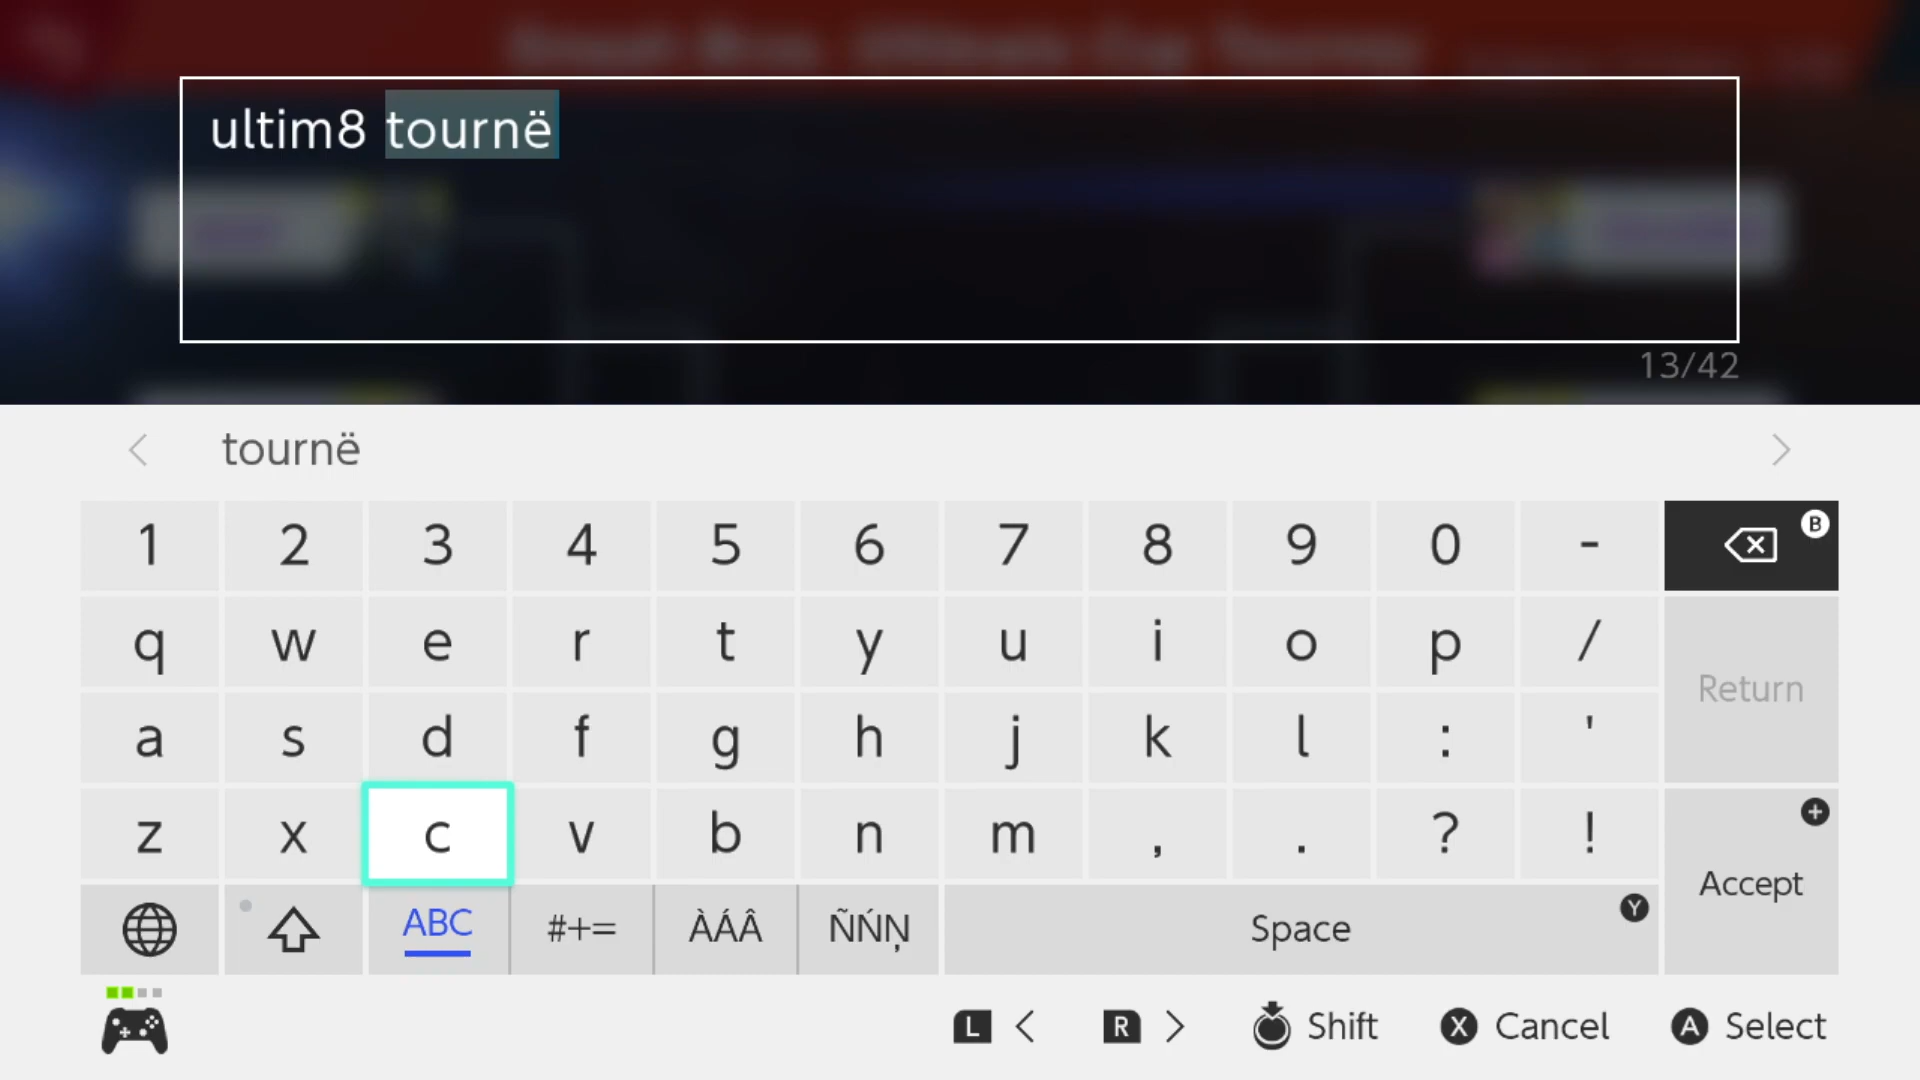 ultim8 tournë
13/42
tournë
1 2 3 4 5 6 7 8 9 0 - B
q w e r t y u i o p /
Return
a s d f g h j k l : '
z x c v b n m , . ? ! +
Accept
ABC #+= ÀÁÂ ÑŃŅ Space Y
L < R > Shift X Cancel A Select